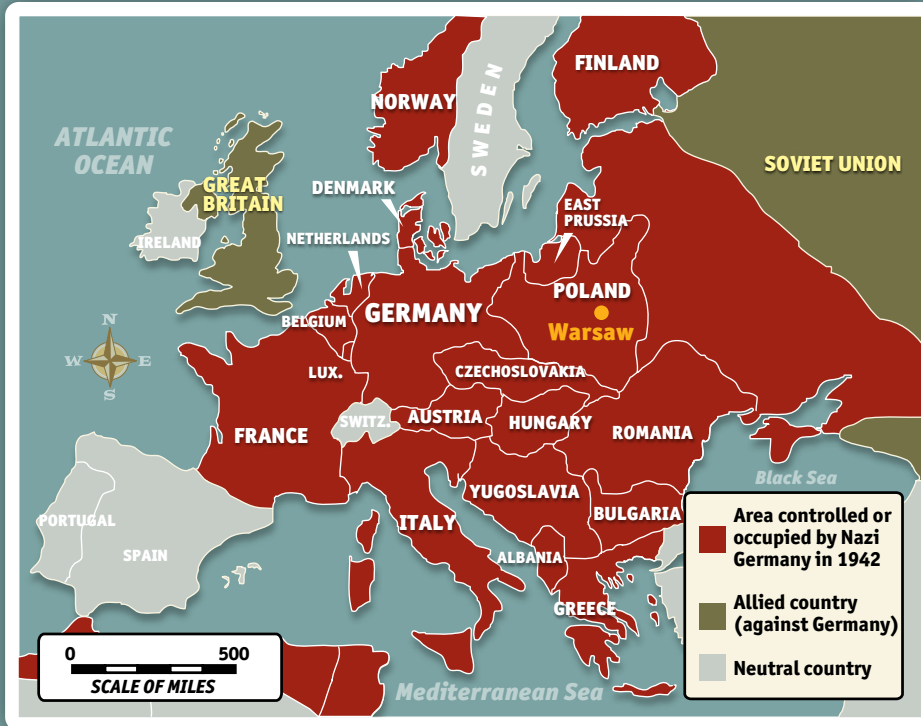 FINLAND
NORWAY
SWEDEN
ATLANTIC
OCEAN
SOVIET UNION
GREAT
BRITAIN
DENMARK
EAST
PRUSSIA
IRELAND
NETHERLANDS
POLAND
GERMANY
Warsaw
BELGIUM
N
W E
S
LUX.
CZECHOSLOVAKIA
SWITZ.
AUSTRIA
HUNGARY
FRANCE
ROMANIA
Black Sea
YUGOSLAVIA
BULGARIA
PORTUGAL
ITALY
SPAIN
ALBANIA
GREECE
Mediterranean Sea
0 500
SCALE OF MILES
Area controlled or
occupied by Nazi
Germany in 1942
Allied country
(against Germany)
Neutral country